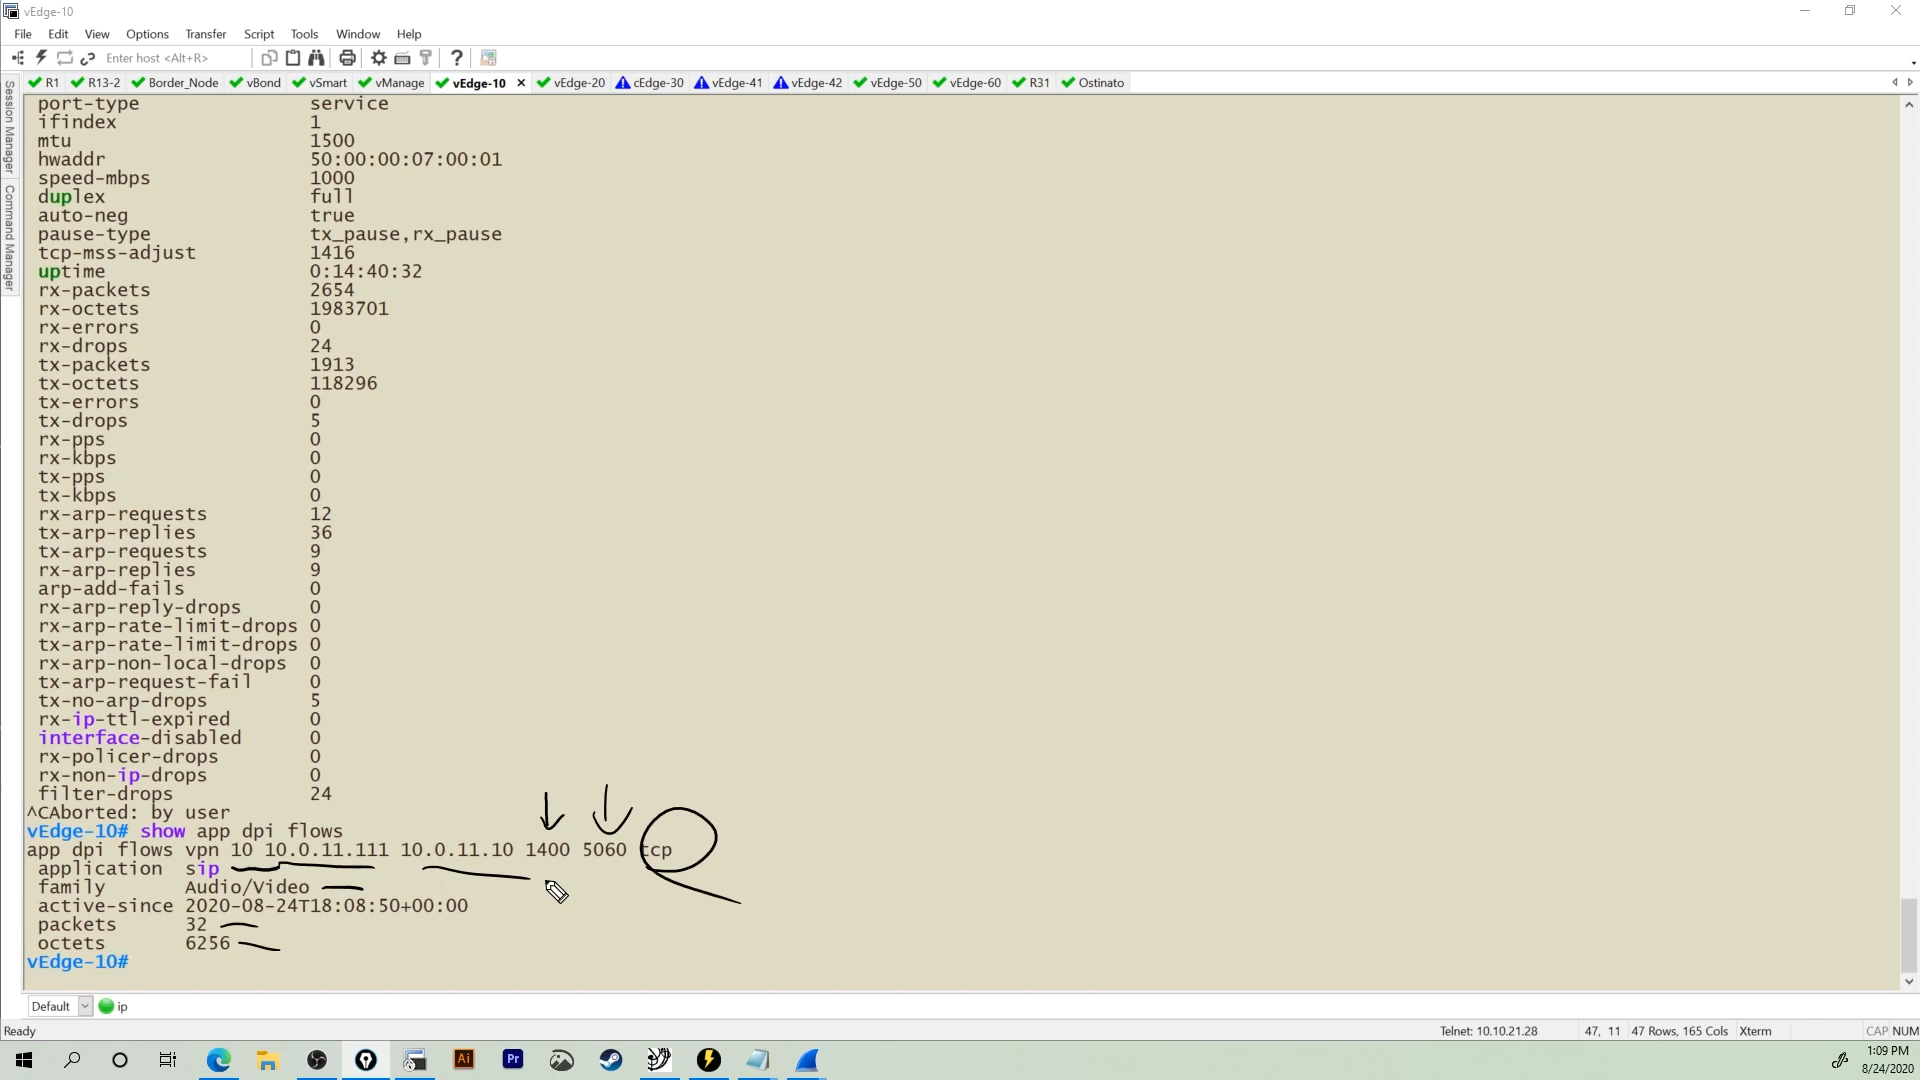 vEdge-10
File Edit View Options Transfer Script Tools Window Help
Enter host <Alt+R>
R1 R13-2 Border_Node vBond vSmart vManage vEdge-10 vEdge-20 cEdge-30 vEdge-41 vEdge-42 vEdge-50 vEdge-60 R31 Ostinato
Session Manager
Command Manager
port-type service
ifindex 1
mtu 1500
hwaddr 50:00:00:07:00:01
speed-mbps 1000
duplex full
auto-neg true
pause-type tx_pause,rx_pause
tcp-mss-adjust 1416
uptime 0:14:40:32
rx-packets 2654
rx-octets 1983701
rx-errors 0
rx-drops 24
tx-packets 1913
tx-octets 118296
tx-errors 0
tx-drops 5
rx-pps 0
rx-kbps 0
tx-pps 0
tx-kbps 0
rx-arp-requests 12
tx-arp-replies 36
tx-arp-requests 9
rx-arp-replies 9
arp-add-fails 0
rx-arp-reply-drops 0
rx-arp-rate-limit-drops 0
tx-arp-rate-limit-drops 0
rx-arp-non-local-drops 0
tx-arp-request-fail 0
tx-no-arp-drops 5
rx-ip-ttl-expired 0
interface-disabled 0
rx-policer-drops 0
rx-non-ip-drops 0
filter-drops 24
^CAborted: by user
vEdge-10# show app dpi flows
app dpi flows vpn 10 10.0.11.111 10.0.11.10 1400 5060 tcp
application sip
family Audio/Video
active-since 2020-08-24T18:08:50+00:00
packets 32
octets 6256
vEdge-10#
Default ip
Ready Telnet: 10.10.21.28 47, 11 47 Rows, 165 Cols Xterm CAP NUM
Ai Pr
1:09 PM
8/24/2020